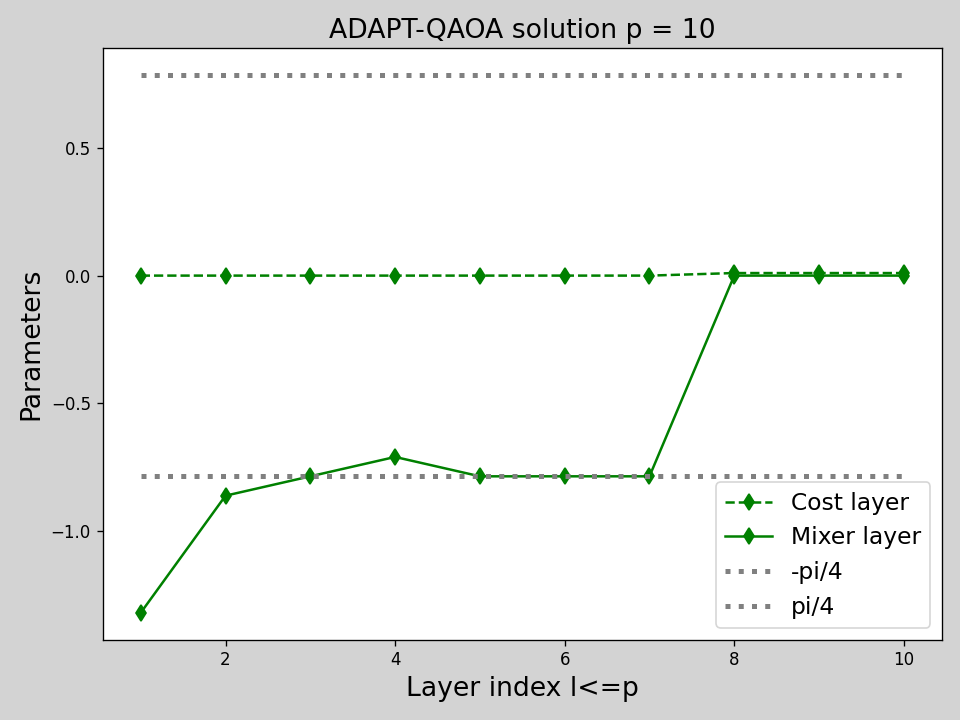 ADAPT-QAOA solution p = 10
Parameters
0.5
0.0
−0.5
−1.0
Cost layer
Mixer layer
-pi/4
pi/4
2 4 6 8 10
Layer index l<=p